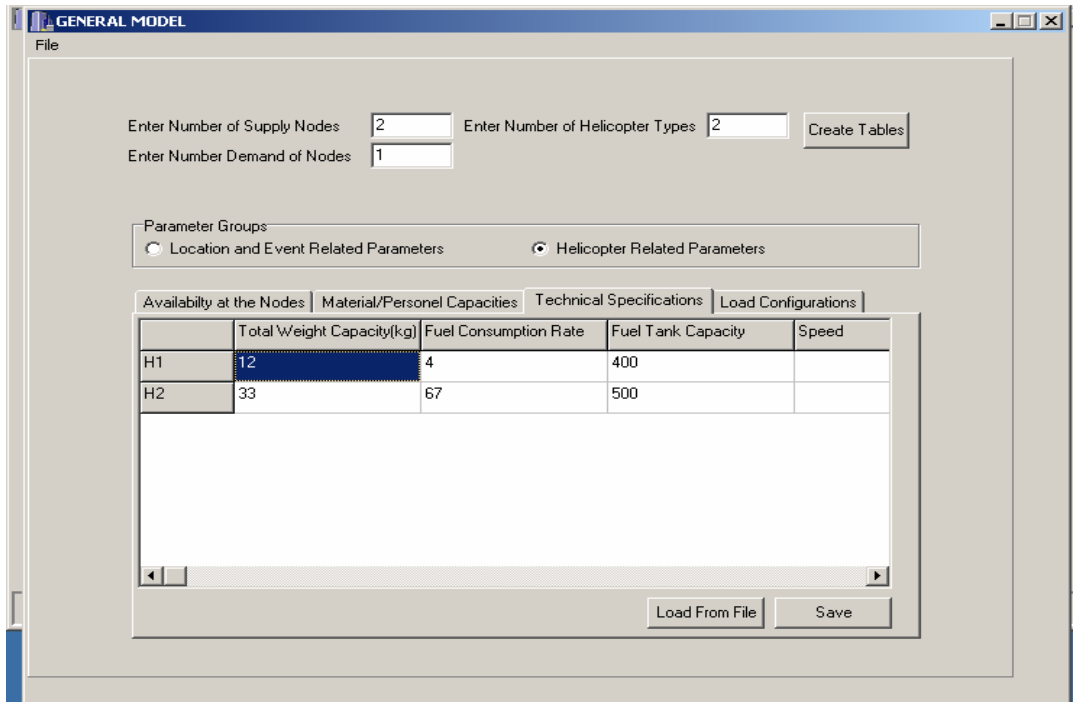 GENERAL MODEL
File
Enter Number of Supply Nodes 2 Enter Number of Helicopter Types 2 Create Tables
Enter Number Demand of Nodes 1
Parameter Groups
Location and Event Related Parameters Helicopter Related Parameters
Availabilty at the Nodes Material/Personel Capacities Technical Specifications Load Configurations
Total Weight Capacity(kg) Fuel Consumption Rate Fuel Tank Capacity Speed
H1 12 4 400
H2 33 67 500
Load From File Save